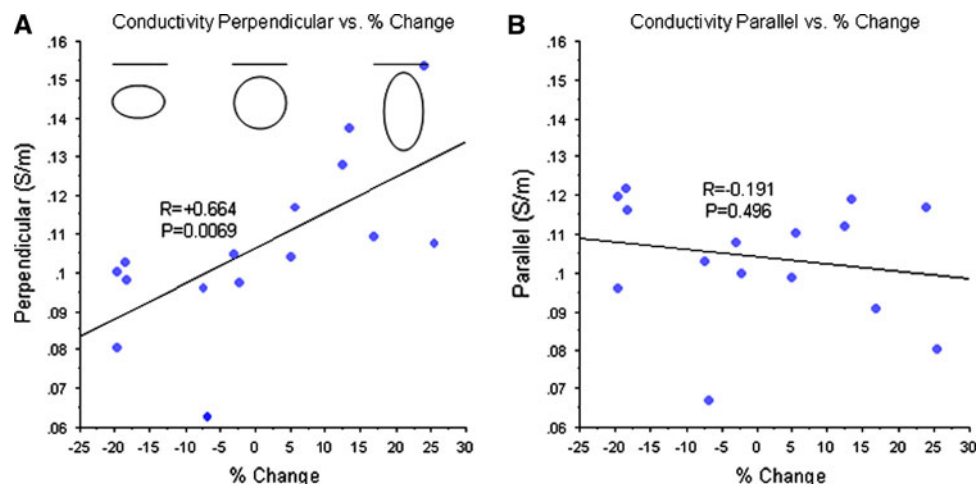 A
Conductivity Perpendicular vs. % Change
.16
.15
.14
.13
.12
.11
.1
.09
.08
.07
.06
Perpendicular (S/m)
R=+0.664
P=0.0069
-25 -20 -15 -10 -5 0 5 10 15 20 25 30
% Change
B
Conductivity Parallel vs. % Change
.16
.15
.14
.13
.12
.11
.1
.09
.08
.07
.06
Parallel (S/m)
R=-0.191
P=0.496
-25 -20 -15 -10 -5 0 5 10 15 20 25 30
% Change